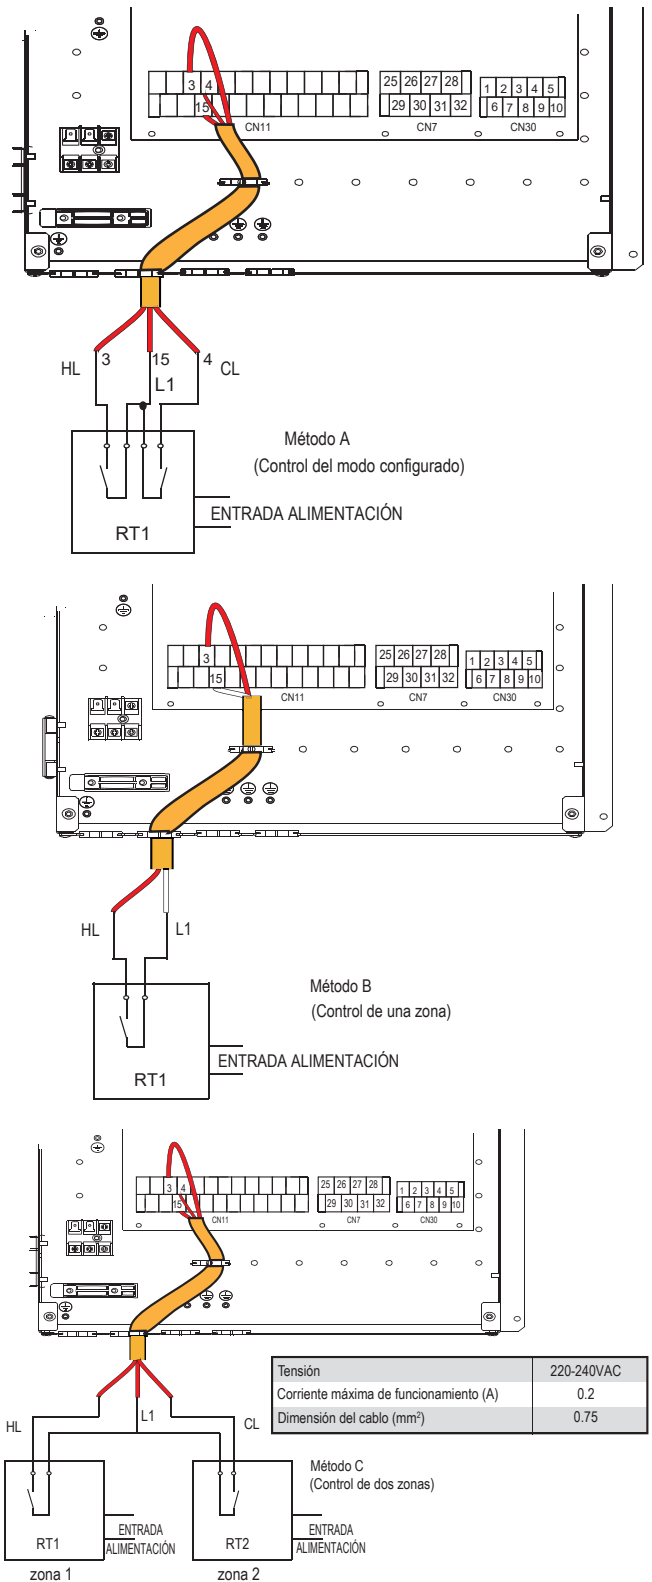 3 4
15
CN11
25 26 27 28
29 30 31 32
CN7
1 2 3 4 5
6 7 8 9 10
CN30
3 15 4
HL L1 CL
Método A
(Control del modo configurado)
ENTRADA ALIMENTACIÓN
RT1
3
15
CN11
25 26 27 28
29 30 31 32
CN7
1 2 3 4 5
6 7 8 9 10
CN30
HL L1
Método B
(Control de una zona)
ENTRADA ALIMENTACIÓN
RT1
3 4
15
CN11
25 26 27 28
29 30 31 32
CN7
1 2 3 4 5
6 7 8 9 10
CN30
Tensión 220-240VAC
Corriente máxima de funcionamiento (A) 0.2
Dimensión del cablo (mm²) 0.75
HL L1 CL
Método C
(Control de dos zonas)
RT1
ENTRADA
ALIMENTACIÓN
RT2
ENTRADA
ALIMENTACIÓN
zona 1
zona 2